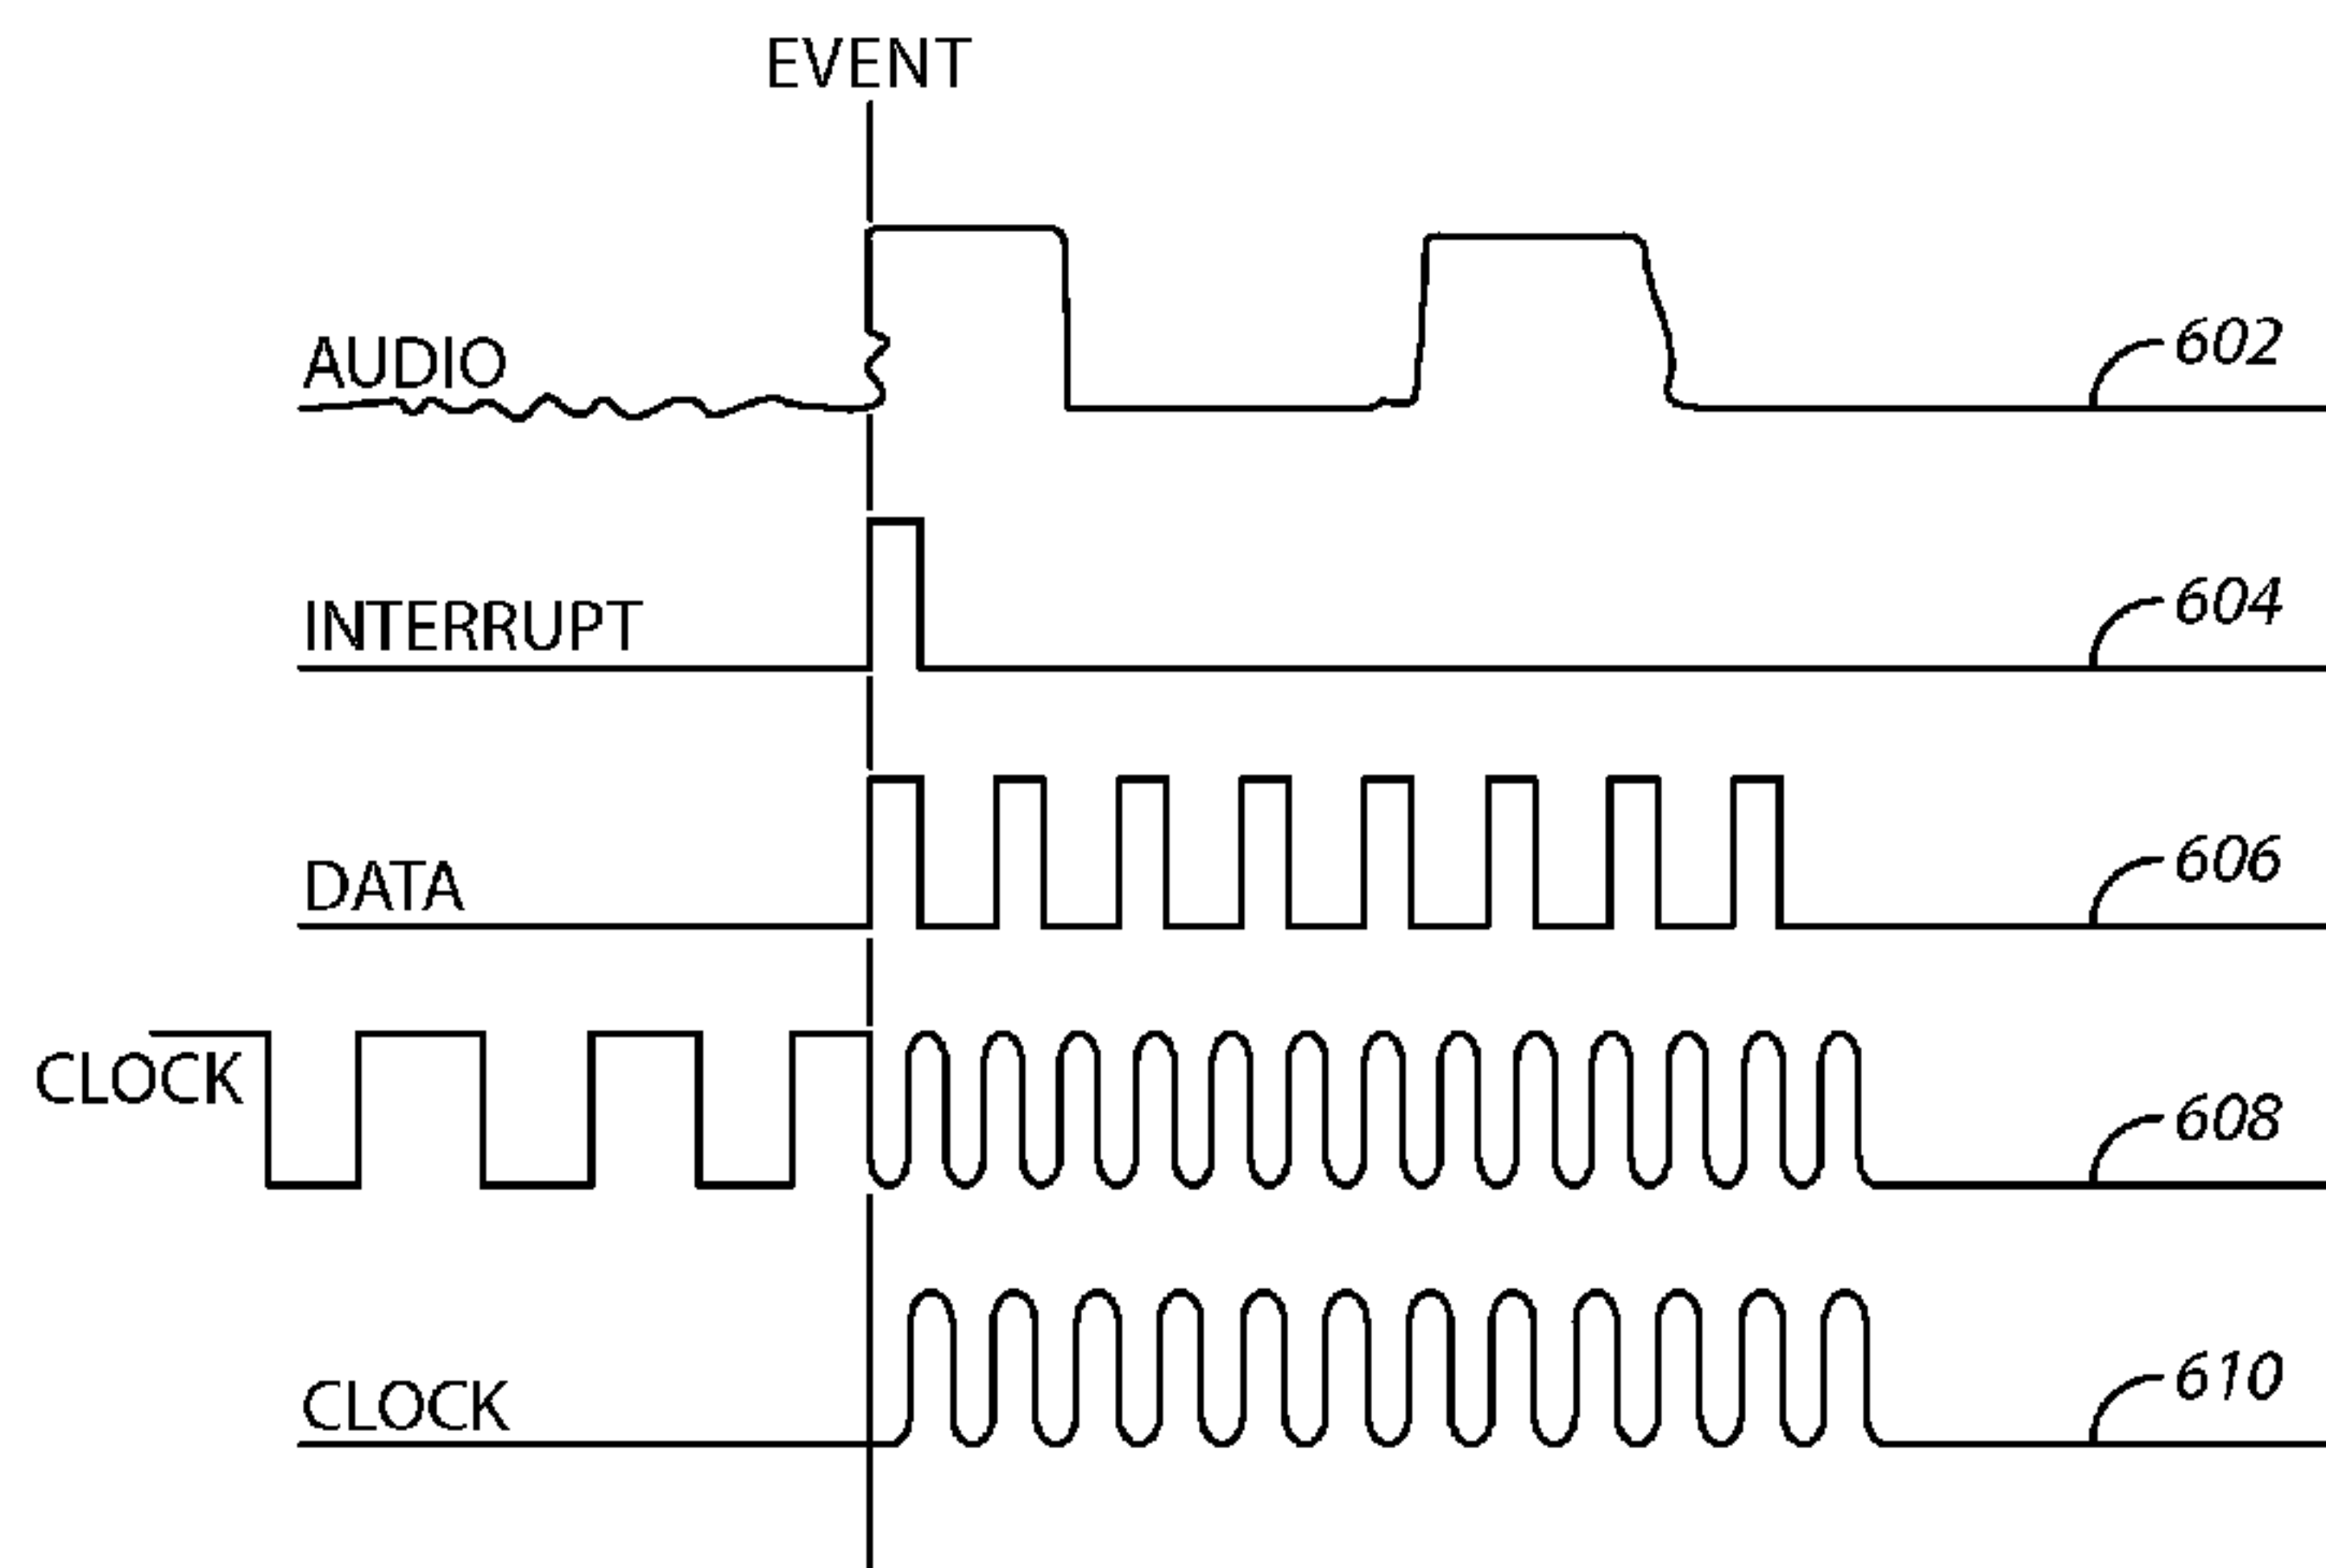 EVENT
AUDIO
602
INTERRUPT
604
DATA
606
CLOCK
608
CLOCK
610